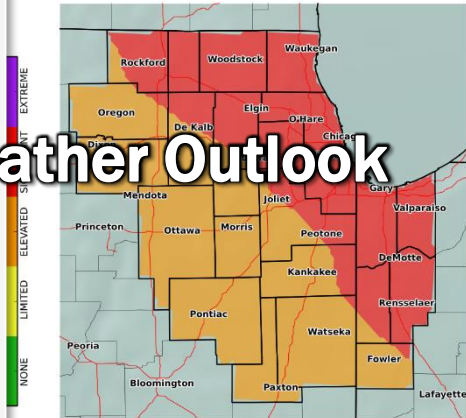 Waukegan
Rockford
Woodstock
EXTREME
Elgin
Oregon
O'Hare
De Kalb
Chicag
ather Outlook
Gary
Mendota
Joliet
Valparaiso
ELEVATED
Princeton
Ottawa
Morris
Peotone
DeMotte
Kankakee
LIMITED
Rensselaer
Pontiac
Watseka
Peoria
NONE
Fowler
Bloomington
Paxton
Lafayette